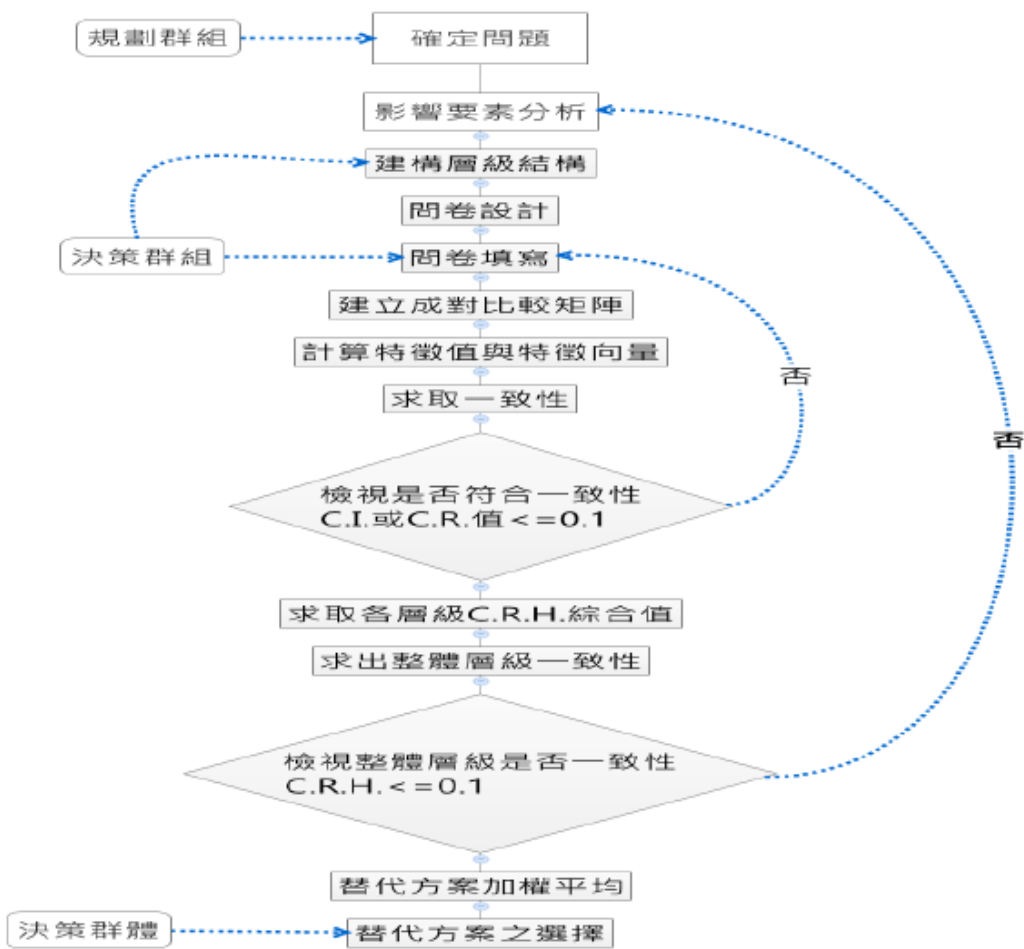 規劃群組
確定問題
影響要素分析
建構層級結構
問卷設計
決策群組
問卷填寫
建立成對比較矩陣
計算特徵值與特徵向量
否
求取一致性
否
檢視是否符合一致性
C.I.或C.R.值<=0.1
求取各層級C.R.H.綜合值
求出整體層級一致性
檢視整體層級是否一致性
C.R.H.<=0.1
替代方案加權平均
決策群體
替代方案之選擇